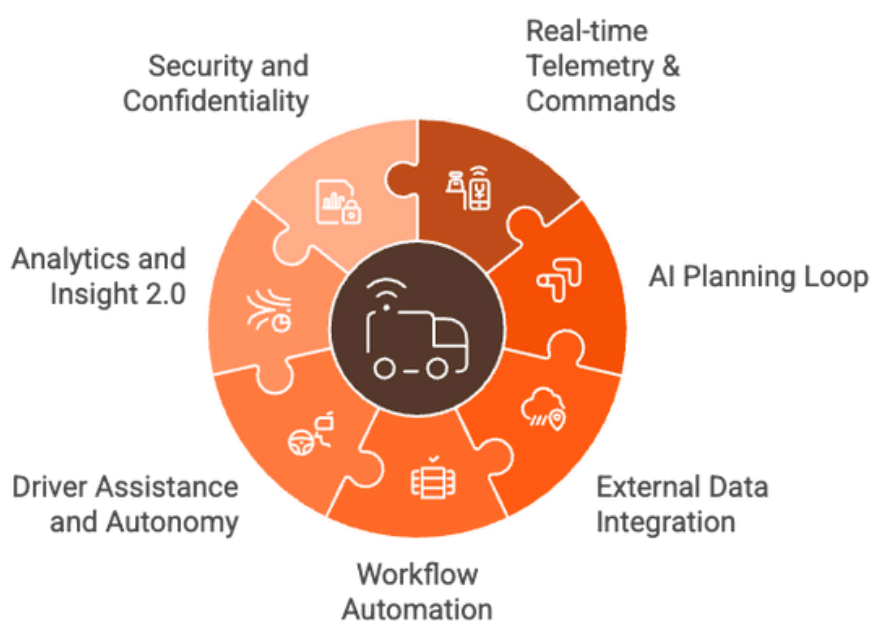 Real-time
Telemetry &
Commands
Security and
Confidentiality
Analytics and
Insight 2.0
AI Planning Loop
Driver Assistance
and Autonomy
External Data
Integration
Workflow
Automation
¥